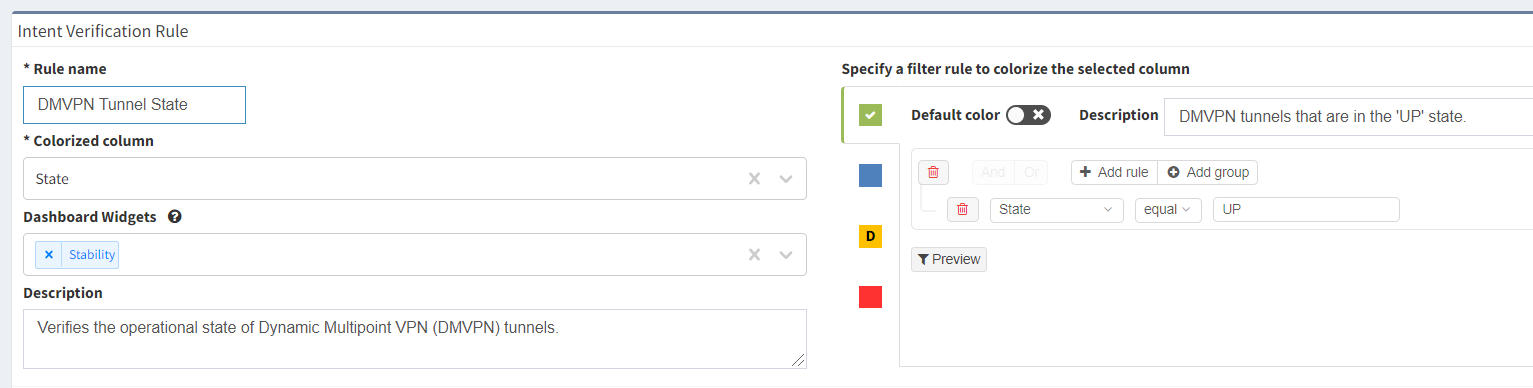 Intent Verification Rule
* Rule name
DMVPN Tunnel State
* Colorized column
State
Dashboard Widgets ?
× Stability
Description
Verifies the operational state of Dynamic Multipoint VPN (DMVPN) tunnels.
Specify a filter rule to colorize the selected column
Default color Description DMVPN tunnels that are in the 'UP' state.
And Or + Add rule Add group
State equal UP
D
Preview